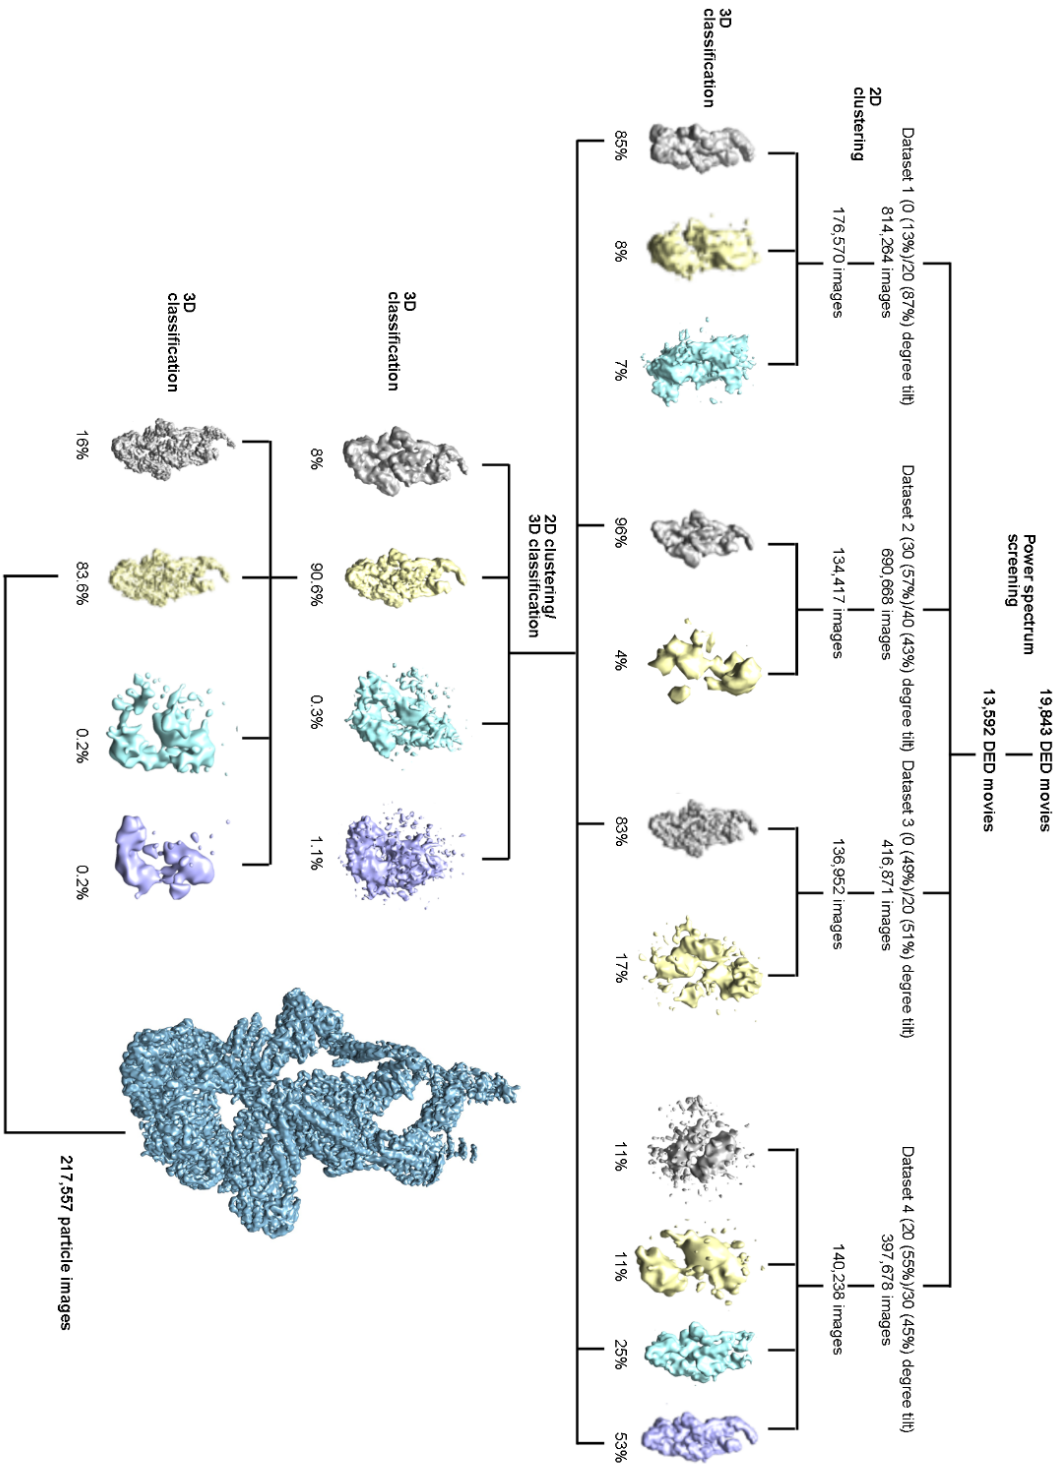 19,843 DED movies
Power spectrum
screening
13,592 DED movies
Dataset 1 (0 (13%)/20 (87%) degree tilt)
814,264 images
Dataset 2 (30 (57%)/40 (43%) degree tilt)
690,668 images
Dataset 3 (0 (49%)/20 (51%) degree tilt)
416,871 images
Dataset 4 (20 (55%)/30 (45%) degree tilt)
397,678 images
2D
clustering
176,570 images
134,417 images
136,952 images
140,238 images
3D
classification
85%
8%
7%
96%
4%
83%
17%
11%
11%
25%
53%
2D clustering/
3D classification
3D
classification
8%
90.6%
0.3%
1.1%
3D
classification
16%
83.6%
0.2%
0.2%
217,557 particle images